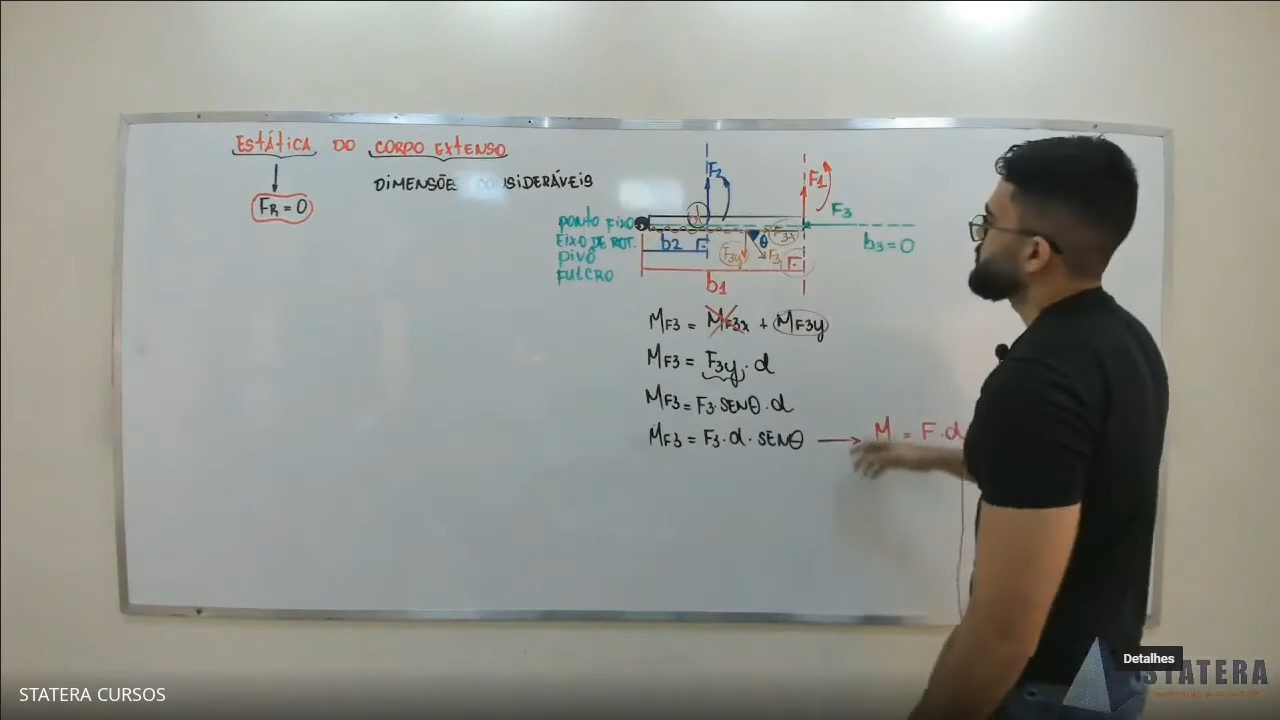 EStÁtICA DO CORPO EXTENSO
DIMENSÕE CONSIDERÁVEIS
FR = 0
F2
F1
F3
PONTO FIXO
EIXO DE ROT.
PIVÔ
FULCRO
d
b2
b1
F3y
θ
F3x
F3
b3 = 0
MF3 = MF3x + MF3y
MF3 = F3y . d
MF3 = F3. SENθ . d
MF3 = F3 . d . SENθ → M = F . d
Detalhes
STATERA CURSOS
STATERA